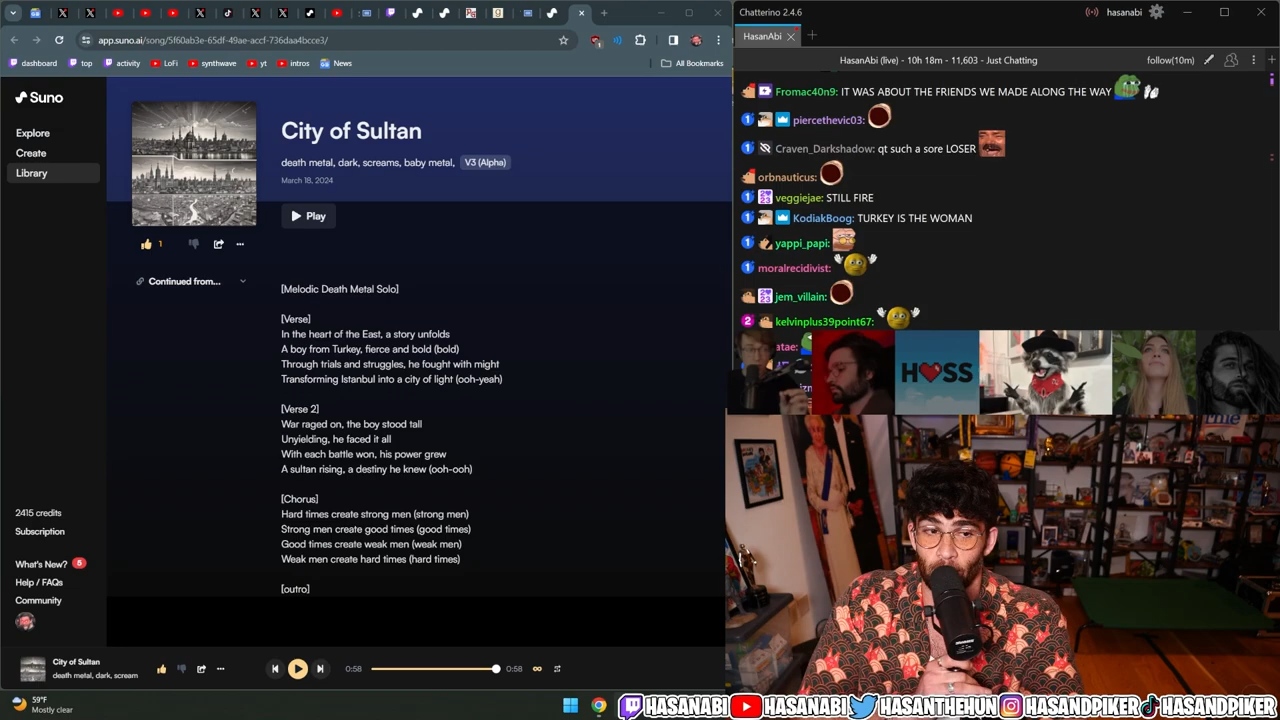 app.suno.ai/song/5f60ab3e-65df-49ae-accf-736daa4bcce3/
dashboard
top
activity
LoFi
synthwave
yt
intros
News
All Bookmarks
Suno
Explore
Create
Library
City of Sultan
death metal, dark, screams, baby metal, V3 (Alpha)
March 18, 2024
Play
1
Continued from...
[Melodic Death Metal Solo]
[Verse]
In the heart of the East, a story unfolds
A boy from Turkey, fierce and bold (bold)
Through trials and struggles, he fought with might
Transforming Istanbul into a city of light (ooh-yeah)
[Verse 2]
War raged on, the boy stood tall
Unyielding, he faced it all
With each battle won, his power grew
A sultan rising, a destiny he knew (ooh-ooh)
[Chorus]
Hard times create strong men (strong men)
Strong men create good times (good times)
Good times create weak men (weak men)
Weak men create hard times (hard times)
[outro]
2415 credits
Subscription
What's New? 6
Help / FAQs
Community
City of Sultan
death metal, dark, scream
0:58
0:58
59°F
Mostly clear
Chatterino 2.4.6
hasanabi
HasanAbi
HasanAbi (live) - 10h 18m - 11,603 - Just Chatting
follow(10m)
Fromac40n9: IT WAS ABOUT THE FRIENDS WE MADE ALONG THE WAY
piercethevic03:
Craven_Darkshadow: qt such a sore LOSER
orbnauticus:
veggiejae: STILL FIRE
KodiakBoog: TURKEY IS THE WOMAN
yappi_papi:
moralrecidivist:
jem_villain:
kelvinplus39point67:
atae:
HOSS
HASANABI
HASANABI
HASANTHEHUN
HASANDPIKER
HASANDPIKER